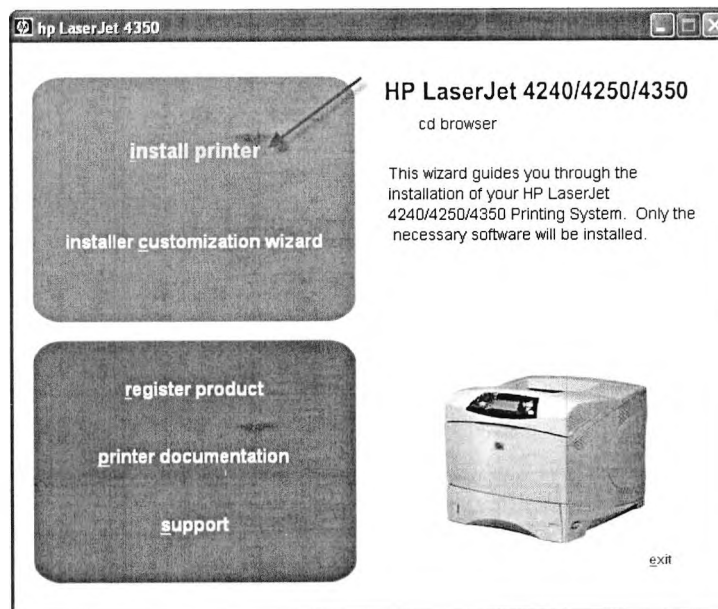 hp LaserJet 4350
install printer
installer customization wizard
register product
printer documentation
support
HP LaserJet 4240/4250/4350
cd browser
This wizard guides you through the
installation of your HP LaserJet
4240/4250/4350 Printing System. Only the
necessary software will be installed.
exit